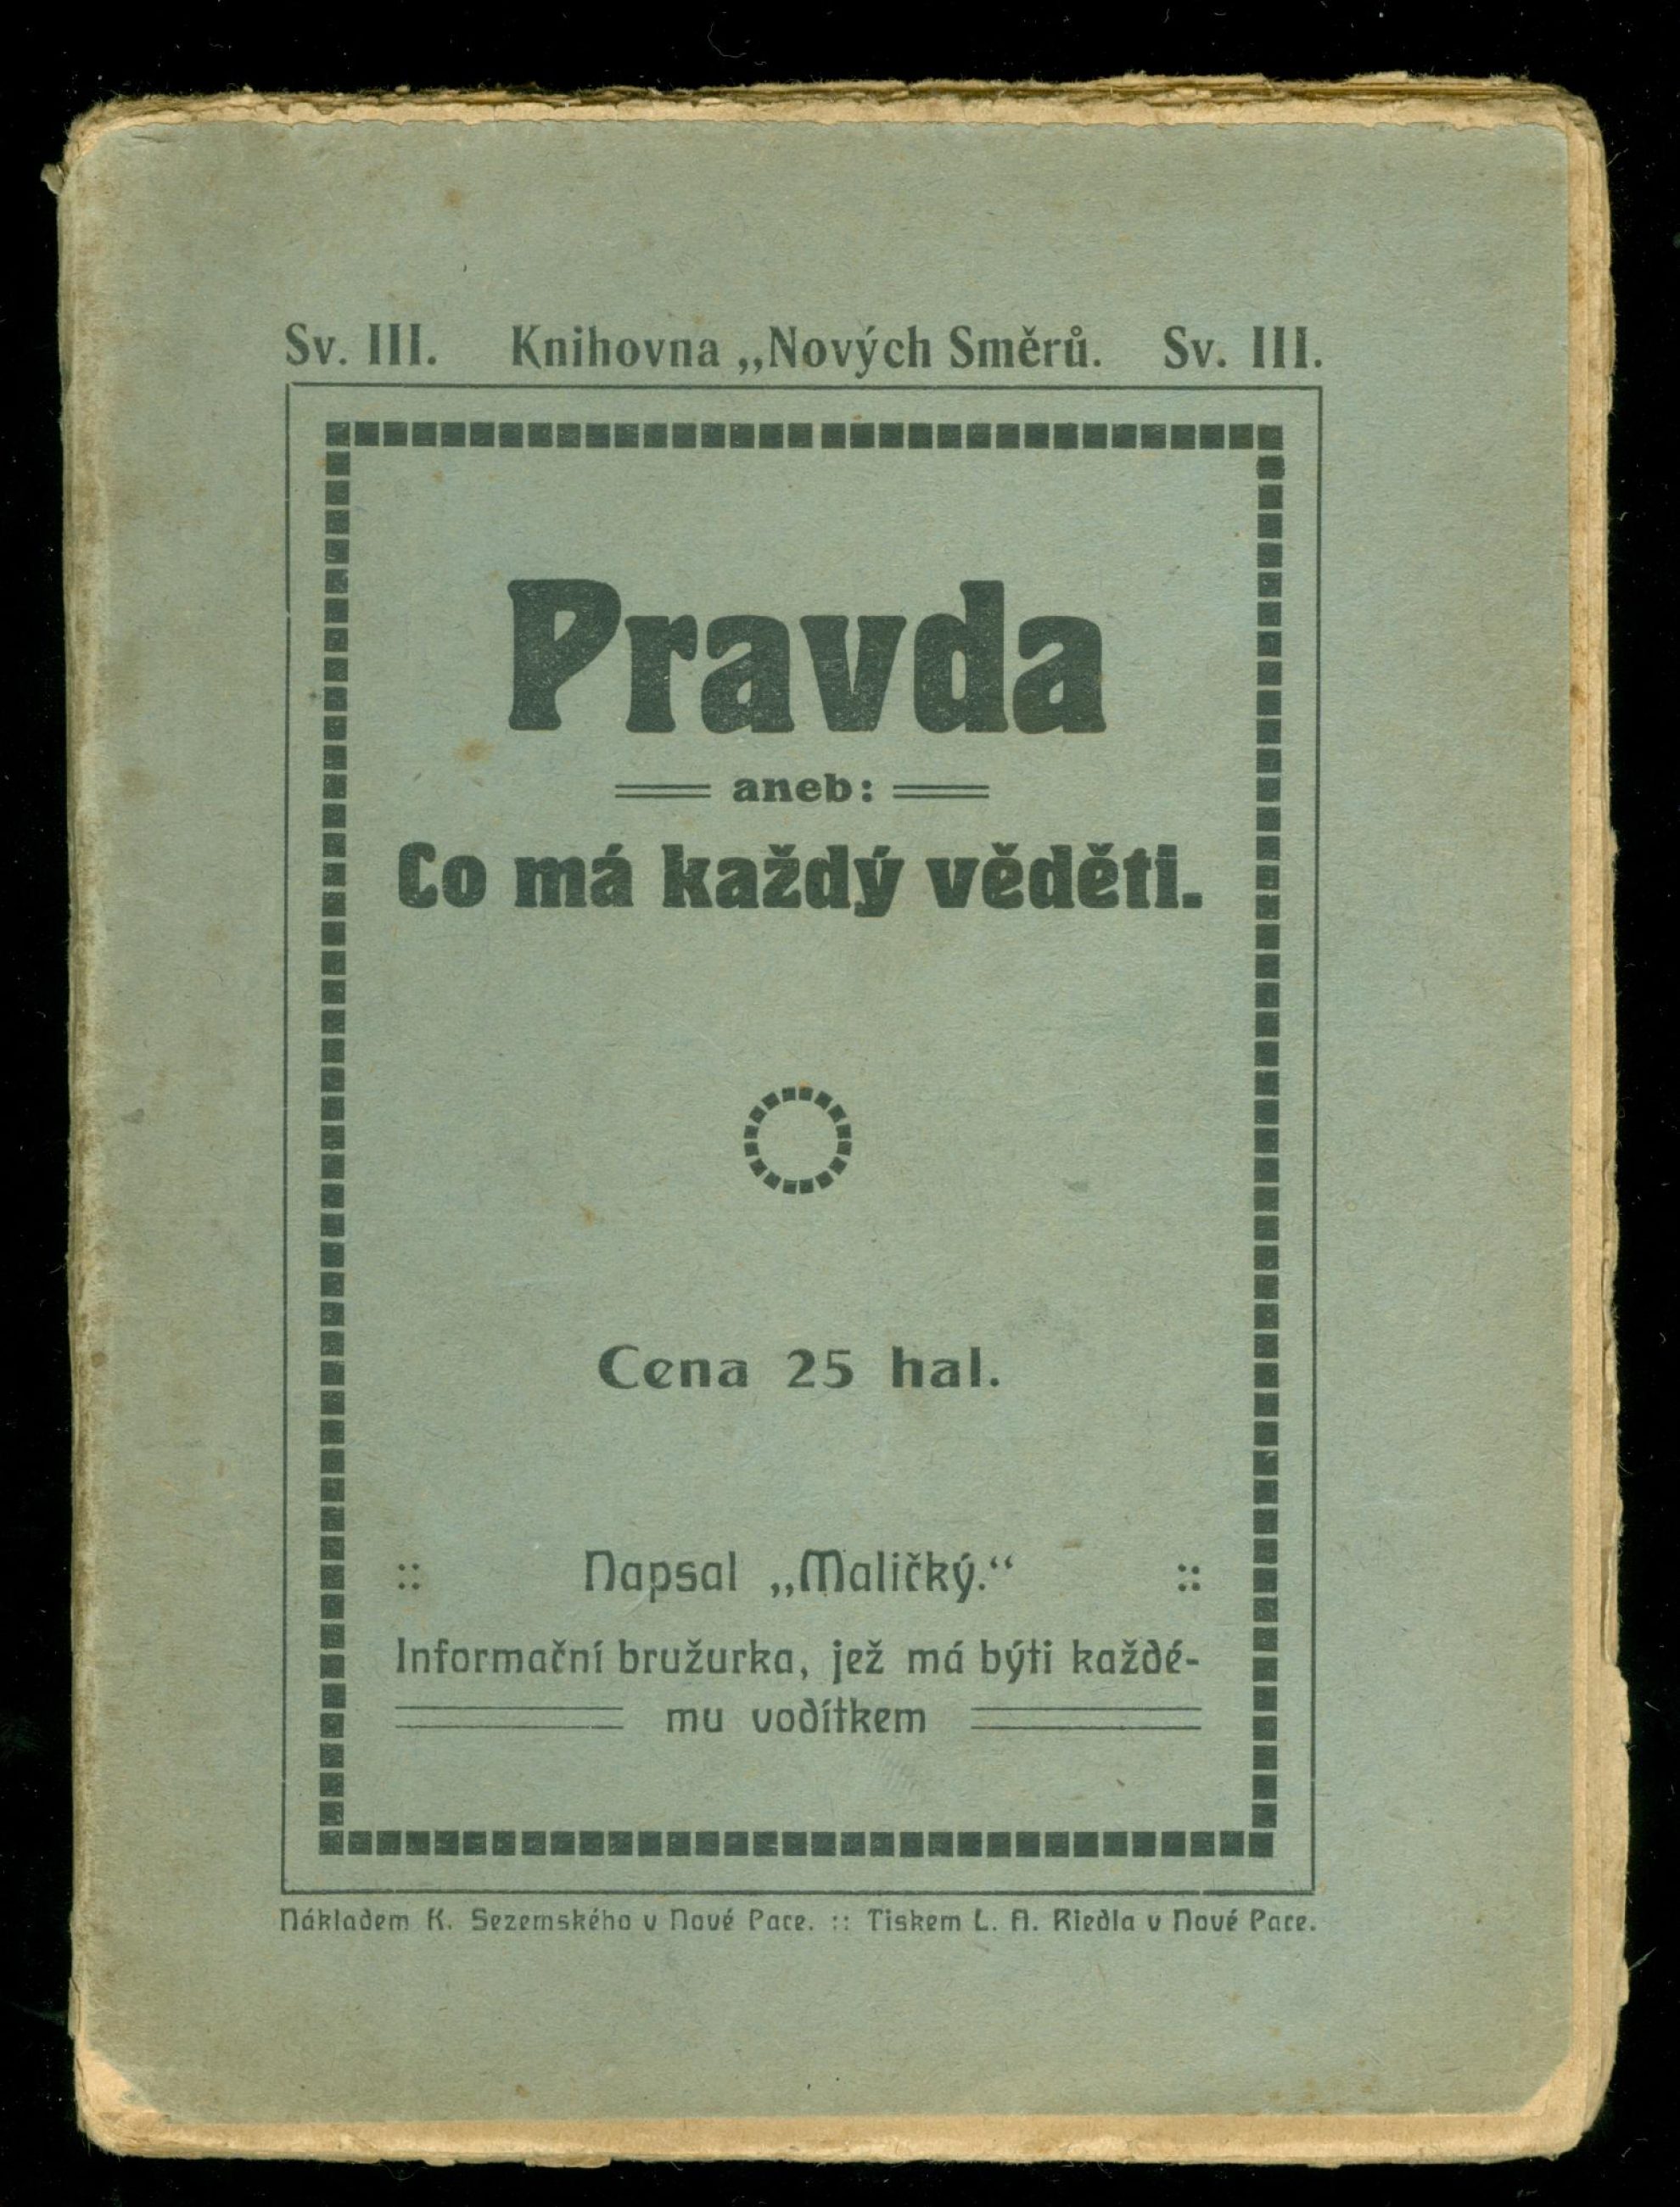 Sv. III. Knihovna „Nových Směrů. Sv. III.
Pravda
aneb:
Co má každý věděti.
Cena 25 hal.
:: Napsal „Maličký.“ ::
Informační bružurka, jež má býti každé-
mu vodítkem
Nákladem K. Sezemského v Nové Pace. :: Tiskem L. A. Riedla v Nové Pace.